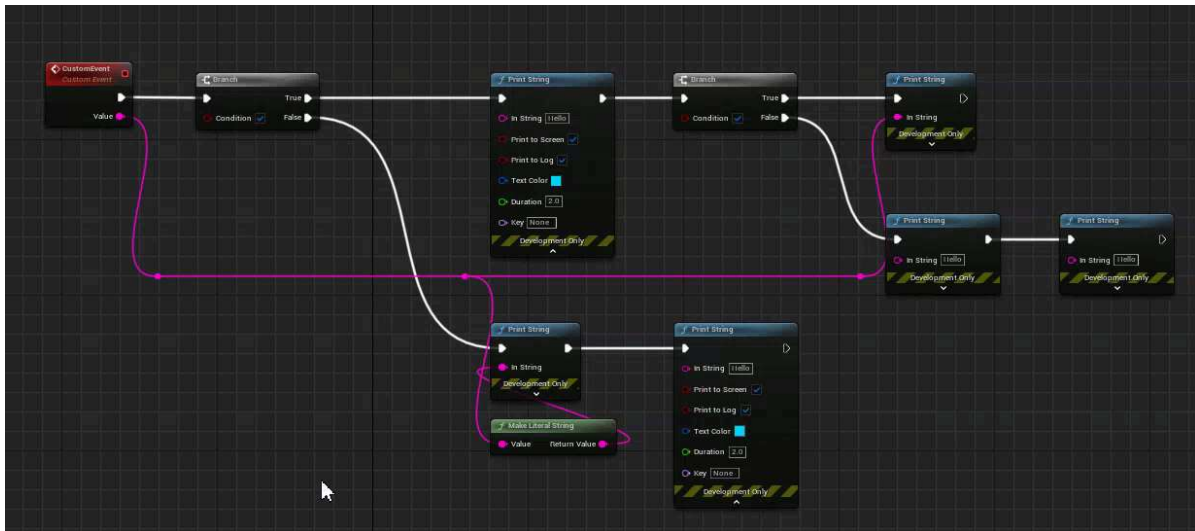 CustomEvent
Custom Event
Value
Branch
True
Condition
False
Print String
In String Hello
Print to Screen
Print to Log
Text Color
Duration 2.0
Key None
Development Only
Branch
True
Condition
False
Print String
In String
Development Only
Print String
In String Hello
Development Only
Print String
In String Hello
Development Only
Print String
In String
Development Only
Make Literal String
Value
Return Value
Print String
In String Hello
Print to Screen
Print to Log
Text Color
Duration 2.0
Key None
Development Only